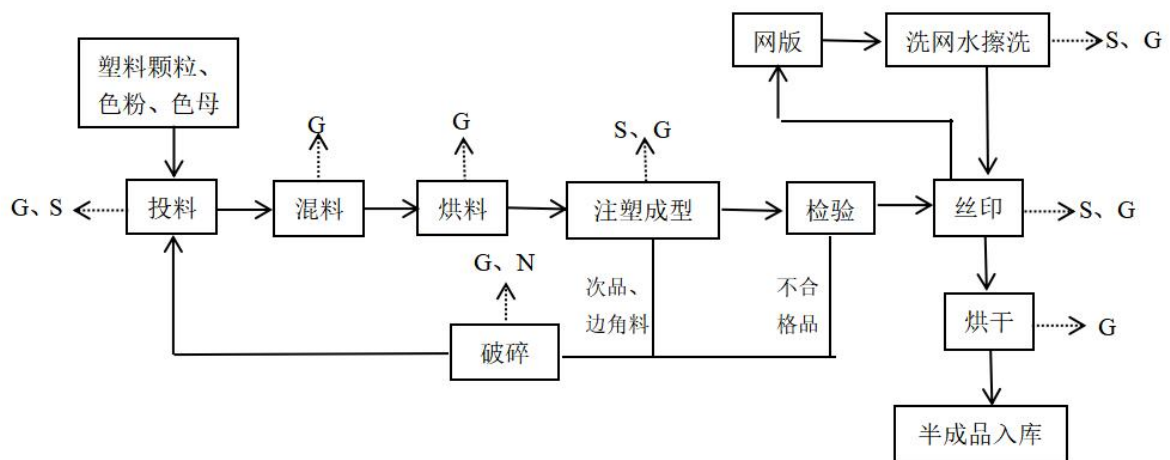 网版
洗网水擦洗
S、G
塑料颗粒、
色粉、色母
G
G
S、G
G、S
投料
混料
烘料
注塑成型
检验
丝印
S、G
G、N
次品、
边角料
不合
格品
破碎
烘干
G
半成品入库